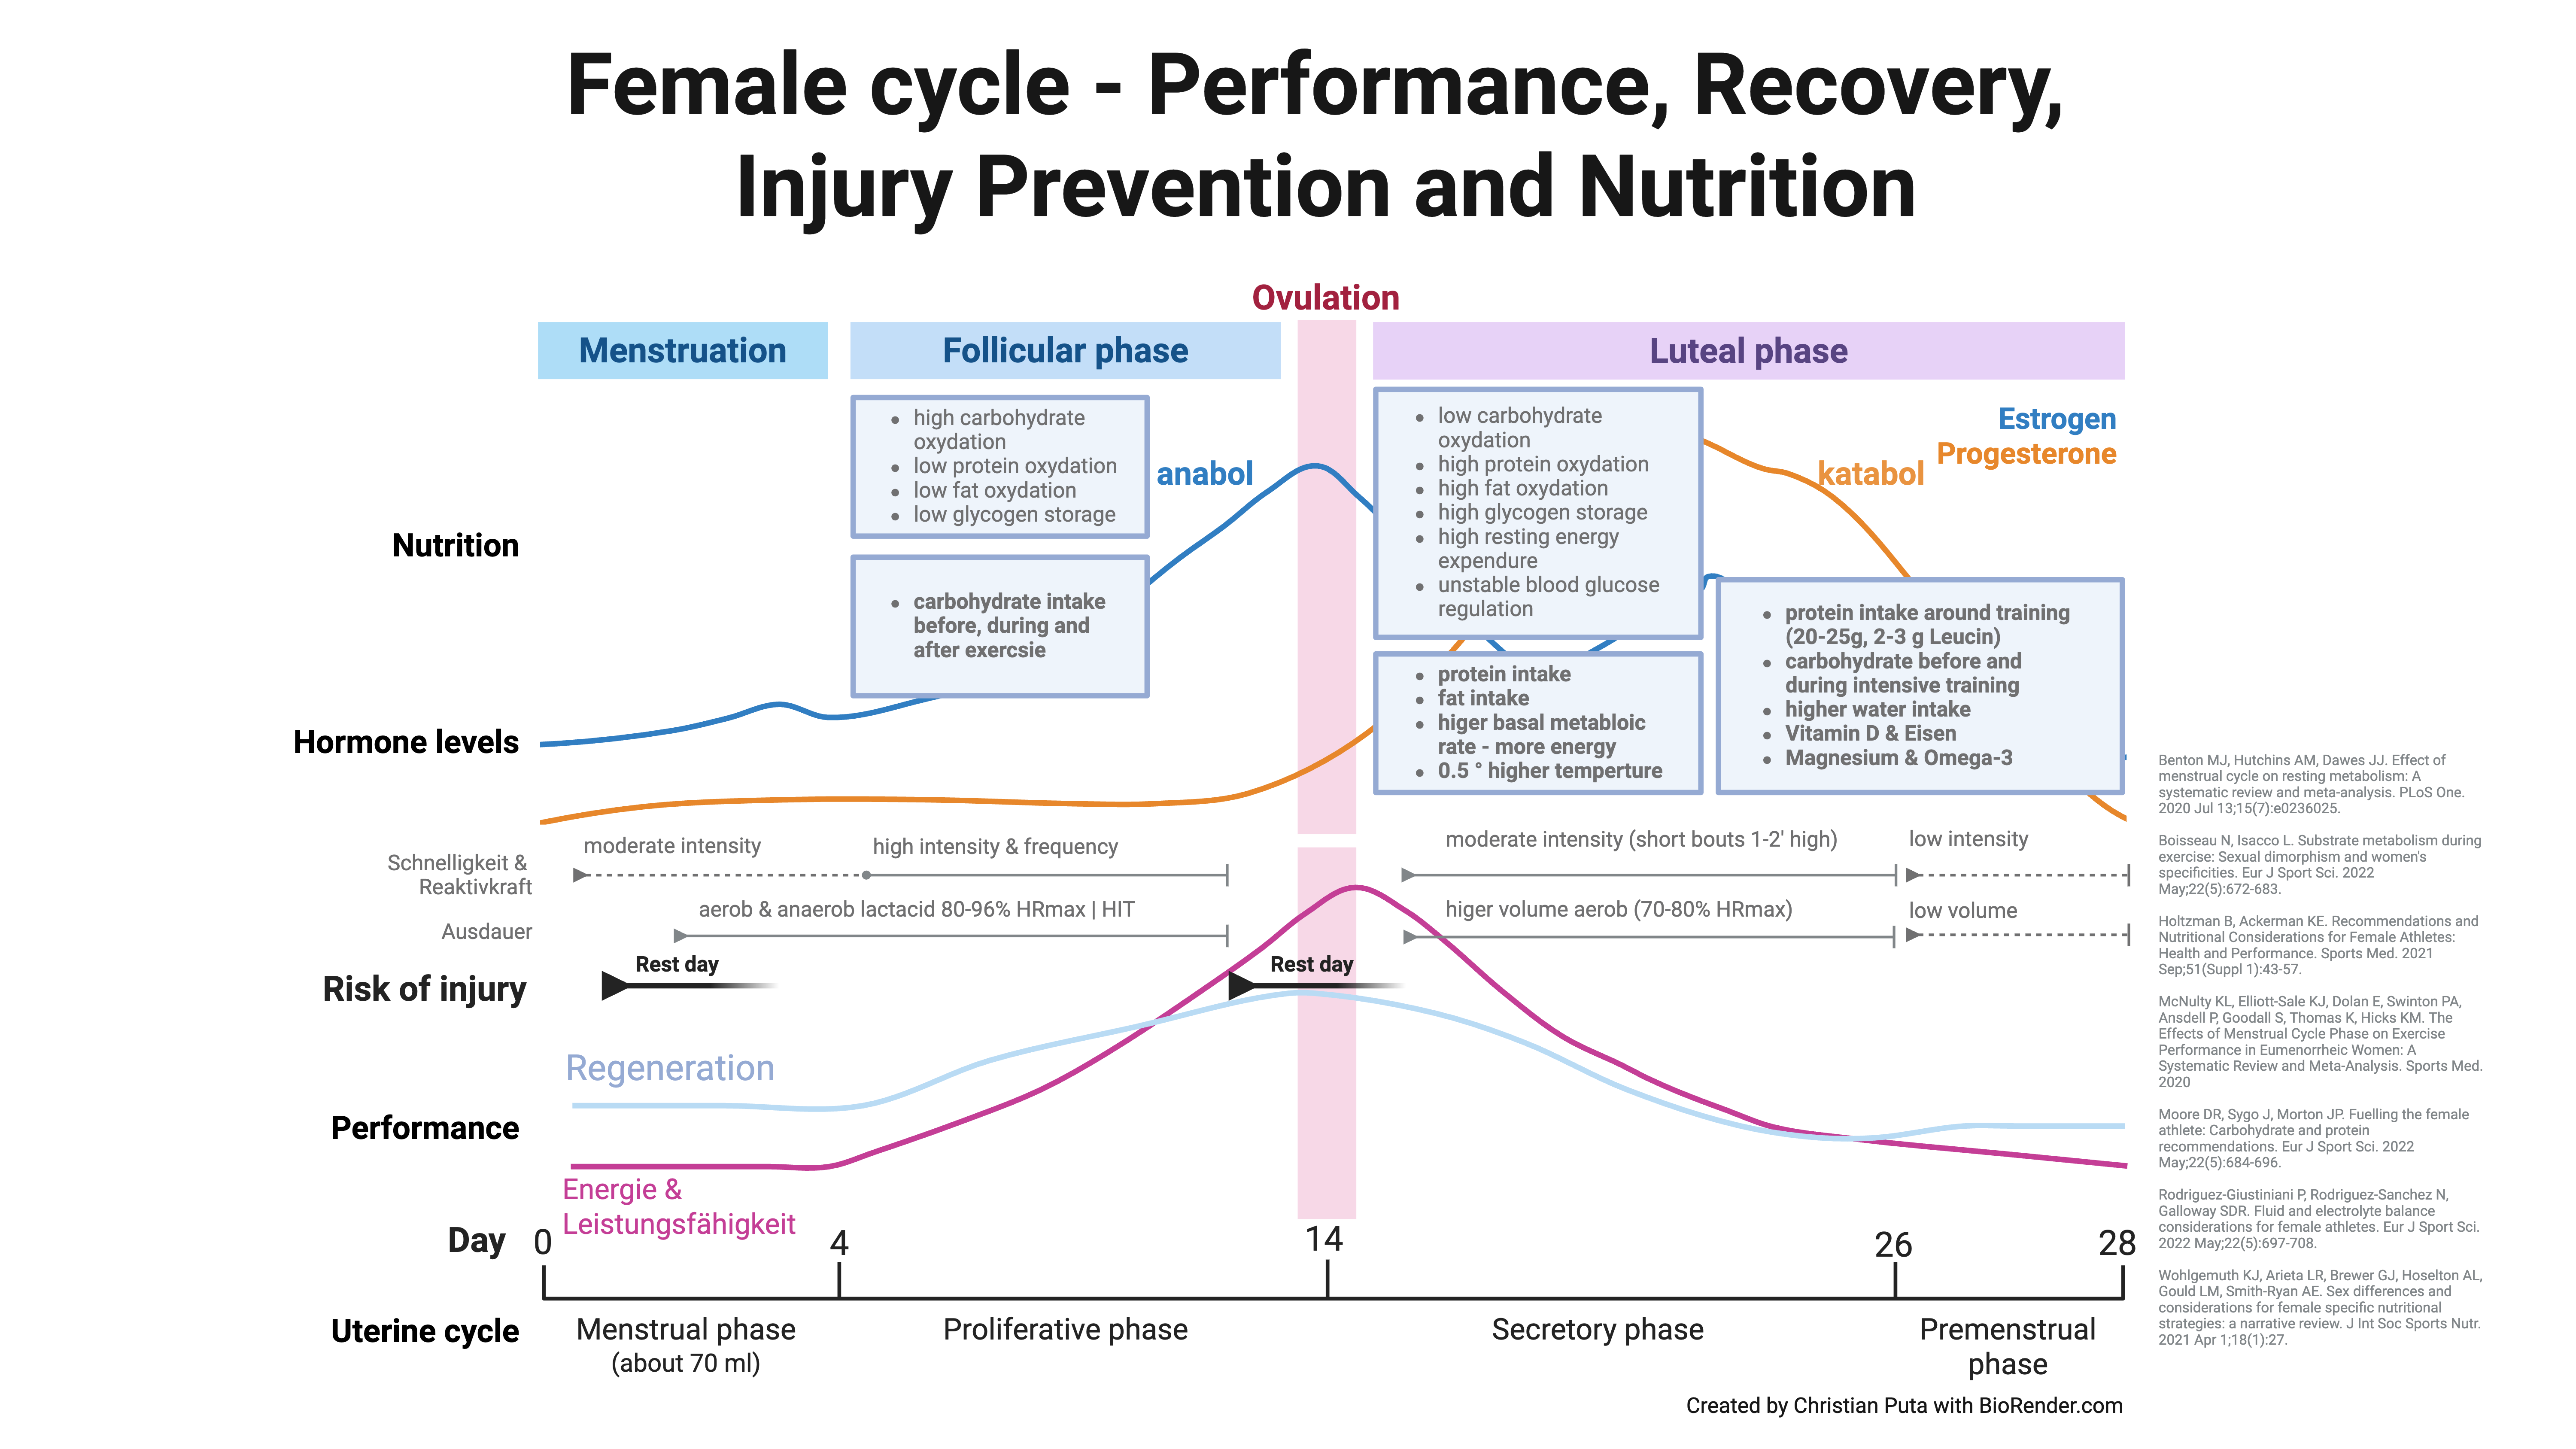 Female cycle - Performance, Recovery,
Injury Prevention and Nutrition
Ovulation
Menstruation
Follicular phase
Luteal phase
high carbohydrate
oxydation
low protein oxydation
low fat oxydation
low glycogen storage
anabol
low carbohydrate
oxydation
high protein oxydation
high fat oxydation
high glycogen storage
high resting energy
expendure
unstable blood glucose
regulation
Estrogen
Progesterone
katabol
Nutrition
carbohydrate intake
before, during and
after exercsie
protein intake
fat intake
higer basal metabloic
rate - more energy
0.5 ° higher temperture
protein intake around training
(20-25g, 2-3 g Leucin)
carbohydrate before and
during intensive training
higher water intake
Vitamin D & Eisen
Magnesium & Omega-3
Hormone levels
Schnelligkeit &
Reaktivkraft
moderate intensity
high intensity & frequency
moderate intensity (short bouts 1-2' high)
low intensity
Ausdauer
aerob & anaerob lactacid 80-96% HRmax | HIT
higer volume aerob (70-80% HRmax)
low volume
Risk of injury
Rest day
Rest day
Regeneration
Performance
Energie &
Leistungsfähigkeit
Day
0
4
14
26
28
Uterine cycle
Menstrual phase
(about 70 ml)
Proliferative phase
Secretory phase
Premenstrual
phase
Benton MJ, Hutchins AM, Dawes JJ. Effect of
menstrual cycle on resting metabolism: A
systematic review and meta-analysis. PLoS One.
2020 Jul 13;15(7):e0236025.
Boisseau N, Isacco L. Substrate metabolism during
exercise: Sexual dimorphism and women's
specificities. Eur J Sport Sci. 2022
May;22(5):672-683.
Holtzman B, Ackerman KE. Recommendations and
Nutritional Considerations for Female Athletes:
Health and Performance. Sports Med. 2021
Sep;51(Suppl 1):43-57.
McNulty KL, Elliott-Sale KJ, Dolan E, Swinton PA,
Ansdell P, Goodall S, Thomas K, Hicks KM. The
Effects of Menstrual Cycle Phase on Exercise
Performance in Eumenorrheic Women: A
Systematic Review and Meta-Analysis. Sports Med.
2020
Moore DR, Sygo J, Morton JP. Fuelling the female
athlete: Carbohydrate and protein
recommendations. Eur J Sport Sci. 2022
May;22(5):684-696.
Rodriguez-Giustiniani P, Rodriguez-Sanchez N,
Galloway SDR. Fluid and electrolyte balance
considerations for female athletes. Eur J Sport Sci.
2022 May;22(5):697-708.
Wohlgemuth KJ, Arieta LR, Brewer GJ, Hoselton AL,
Gould LM, Smith-Ryan AE. Sex differences and
considerations for female specific nutritional
strategies: a narrative review. J Int Soc Sports Nutr.
2021 Apr 1;18(1):27.
Created by Christian Puta with BioRender.com